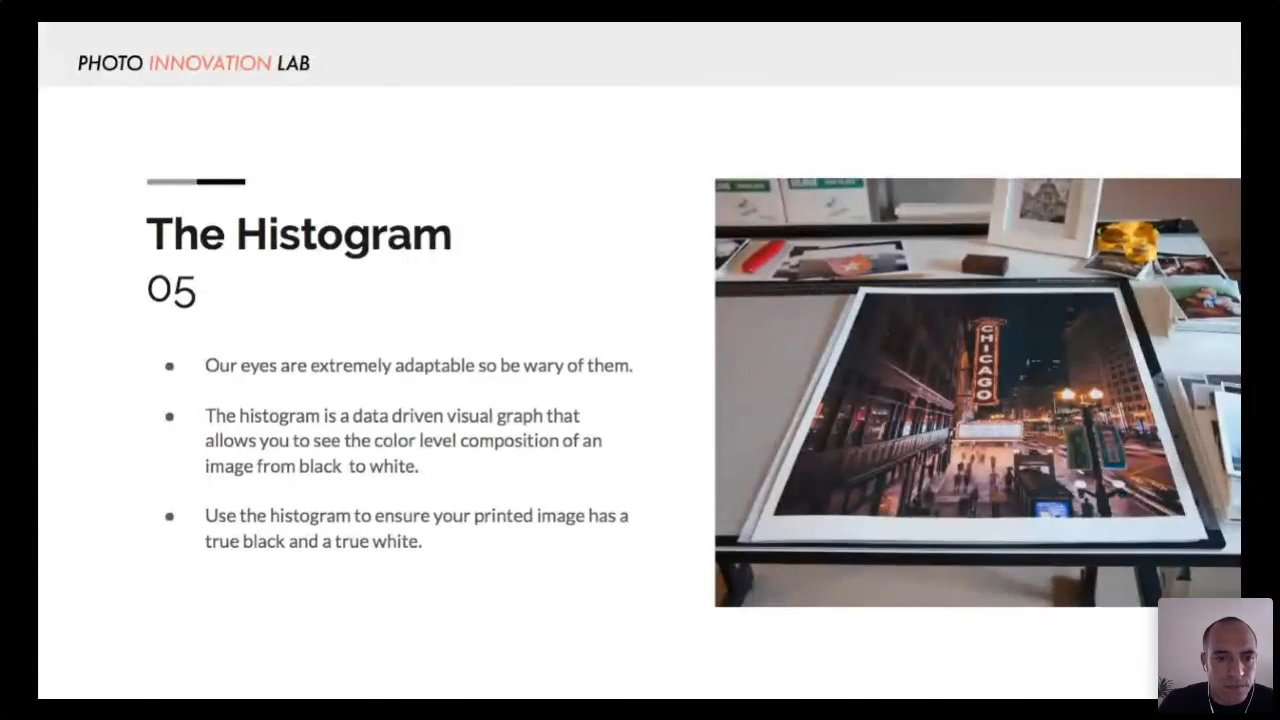 PHOTO INNOVATION LAB
The Histogram
05
● Our eyes are extremely adaptable so be wary of them.
● The histogram is a data driven visual graph that
allows you to see the color level composition of an
image from black to white.
● Use the histogram to ensure your printed image has a
true black and a true white.
CHICAGO